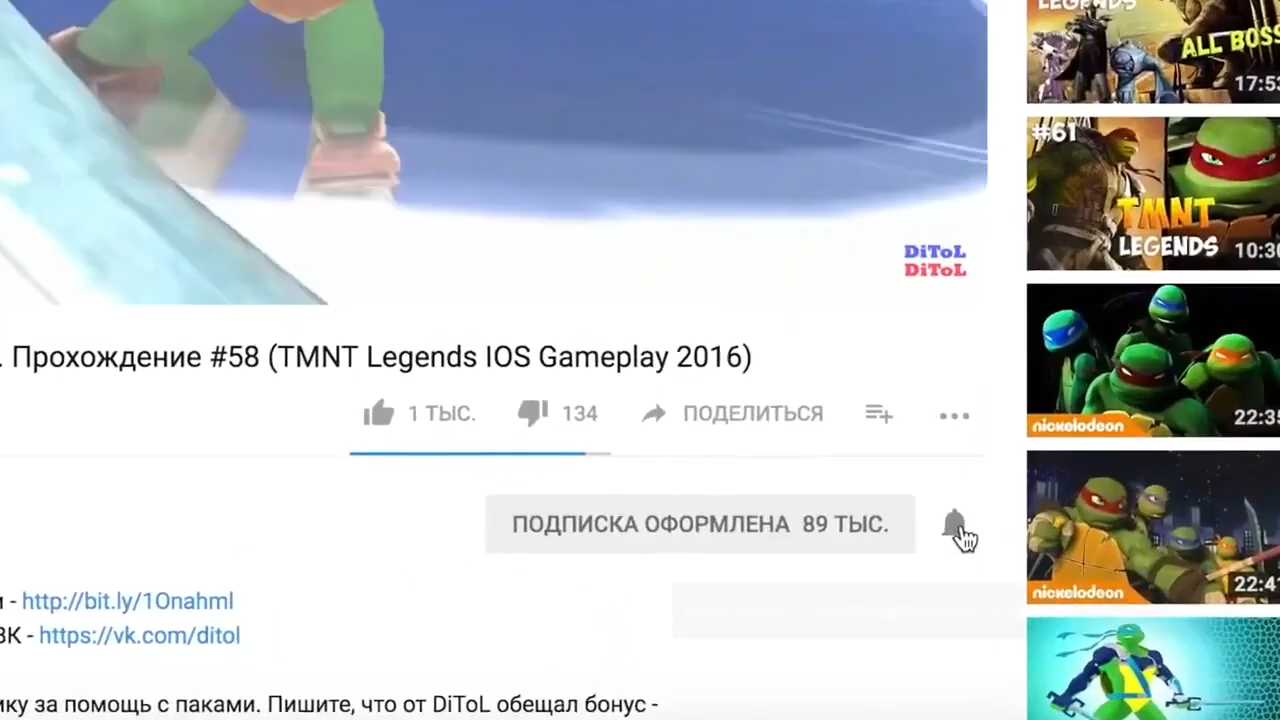 LEGENDS
ALL BOSS
17:53
#61
TMNT
LEGENDS
10:30
DiToL
DiToL
. Прохождение #58 (TMNT Legends IOS Gameplay 2016)
1 ТЫС.
134
ПОДЕЛИТЬСЯ
nickelodeon
22:35
ПОДПИСКА ОФОРМЛЕНА 89 ТЫС.
nickelodeon
22:41
и - http://bit.ly/1Onahml
ВК - https://vk.com/ditol
ику за помощь с паками. Пишите, что от DiToL обещал бонус -